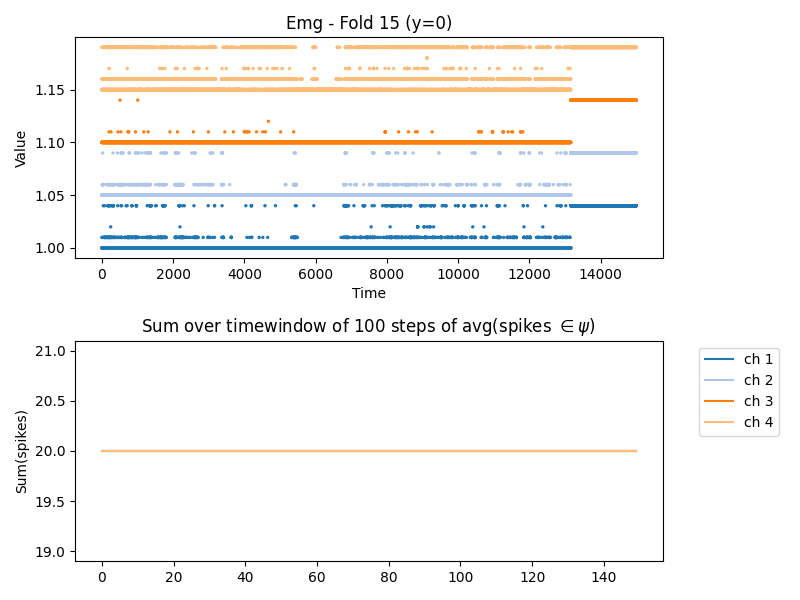 Emg - Fold 15 (y=0)
Value
1.15
1.10
1.05
1.00
0 2000 4000 6000 8000 10000 12000 14000
Time
Sum over timewindow of 100 steps of avg(spikes ∈ ψ)
Sum(spikes)
21.0
20.5
20.0
19.5
19.0
0 20 40 60 80 100 120 140
ch 1
ch 2
ch 3
ch 4